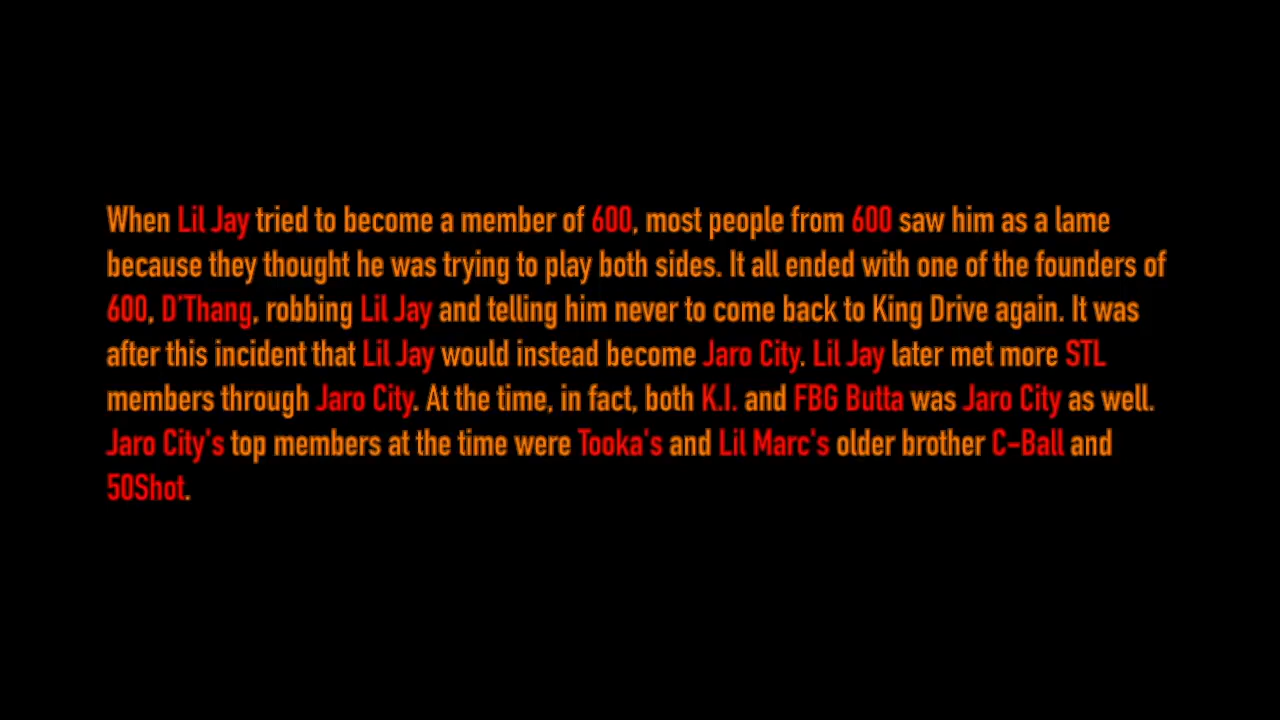 When Lil Jay tried to become a member of 600, most people from 600 saw him as a lame
because they thought he was trying to play both sides. It all ended with one of the founders of
600, D'Thang, robbing Lil Jay and telling him never to come back to King Drive again. It was
after this incident that Lil Jay would instead become Jaro City. Lil Jay later met more STL
members through Jaro City. At the time, in fact, both K.I. and FBG Butta was Jaro City as well.
Jaro City's top members at the time were Tooka's and Lil Marc's older brother C-Ball and
50Shot.